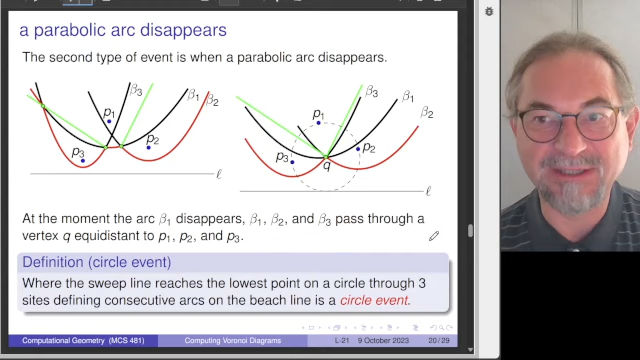 a parabolic arc disappears
The second type of event is when a parabolic arc disappears.
β3 β1 β2
p1
p2
p3
ℓ
β3 β1
β2
p1
p2
p3
q
ℓ
At the moment the arc β1 disappears, β1, β2, and β3 pass through a
vertex q equidistant to p1, p2, and p3.
Definition (circle event)
Where the sweep line reaches the lowest point on a circle through 3
sites defining consecutive arcs on the beach line is a circle event.
Computational Geometry (MCS 481) Computing Voronoi Diagrams L-21 9 October 2023 20 / 29